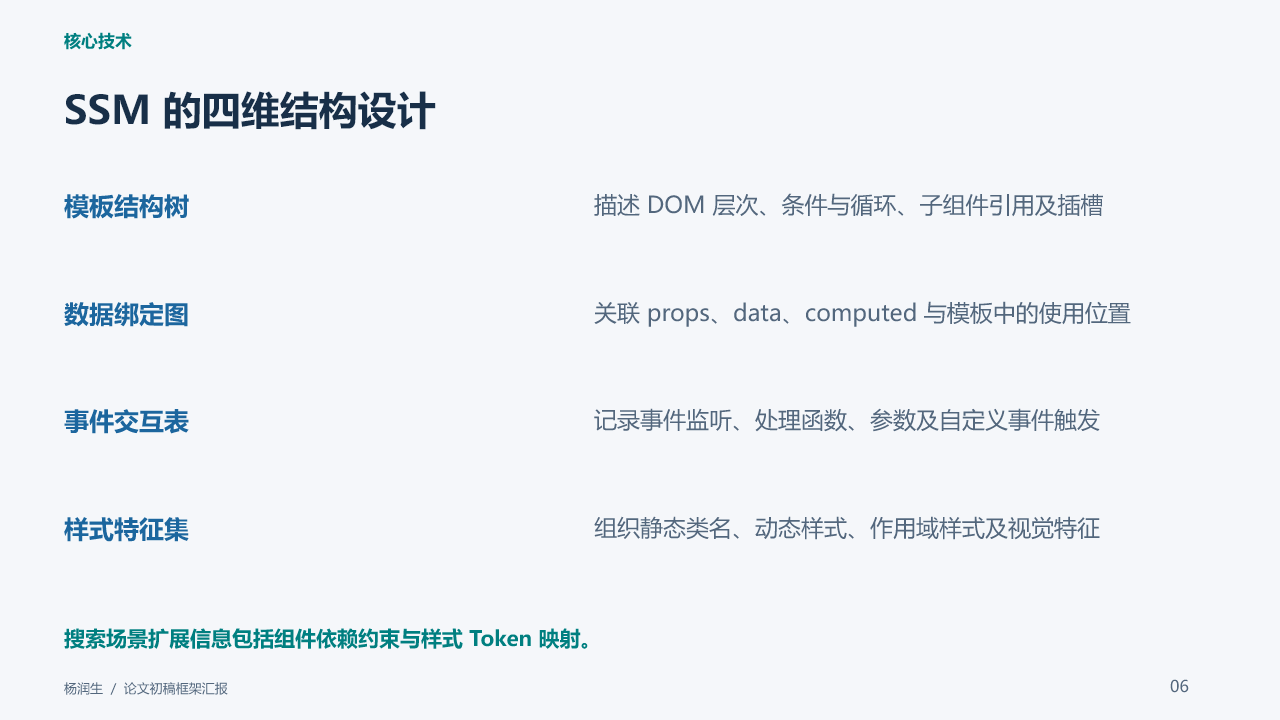 核心技术
SSM 的四维结构设计
模板结构树
描述 DOM 层次、条件与循环、子组件引用及插槽
数据绑定图
关联 props、data、computed 与模板中的使用位置
事件交互表
记录事件监听、处理函数、参数及自定义事件触发
样式特征集
组织静态类名、动态样式、作用域样式及视觉特征
搜索场景扩展信息包括组件依赖约束与样式 Token 映射。
杨润生 / 论文初稿框架汇报
06